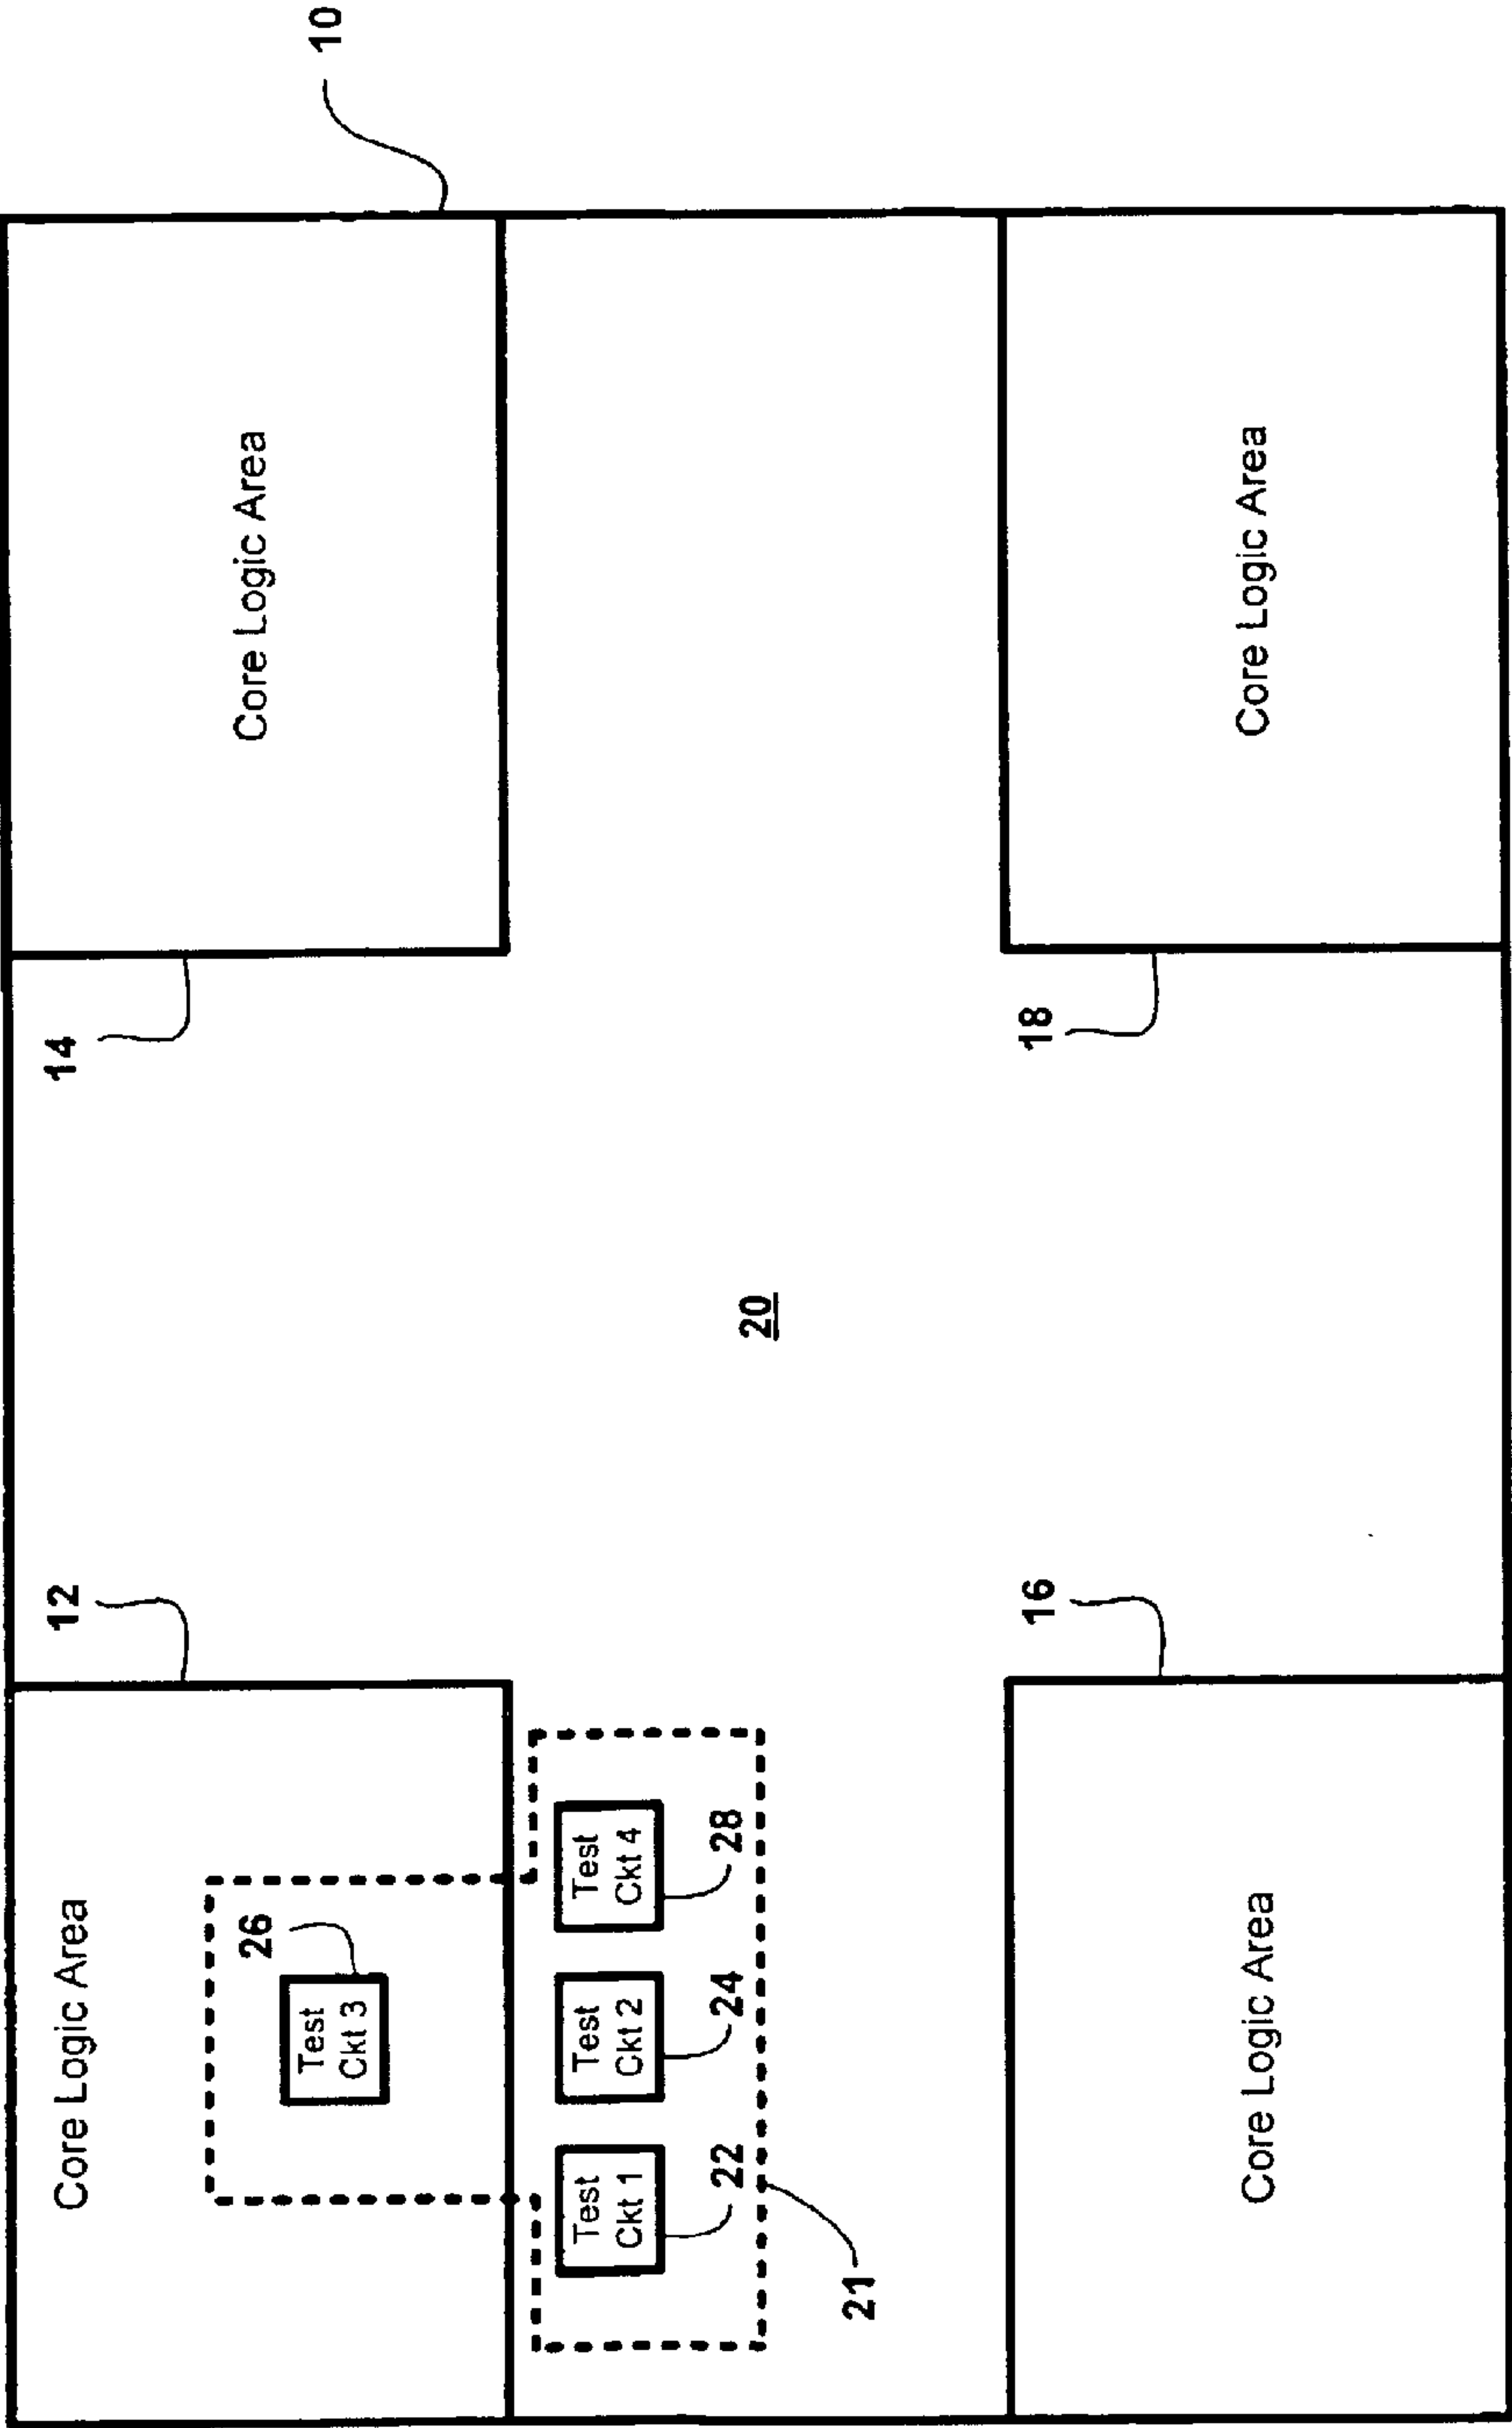 Core Logic Area
12
14
26
Core Logic Area
10
Test
Ckt 3
Test
Ckt 1
Test
Ckt 2
Test
Ckt 4
22
24
28
20
21
16
18
Core Logic Area
Core Logic Area